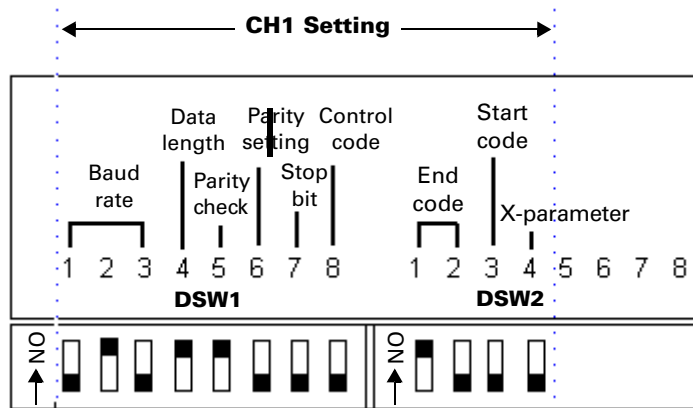 CH1 Setting
Data length
Parity setting
Control code
Start code
Baud rate
Parity check
Stop bit
End code
X-parameter
1 2 3 4 5 6 7 8
1 2 3 4 5 6 7 8
DSW1
DSW2
ON
ON